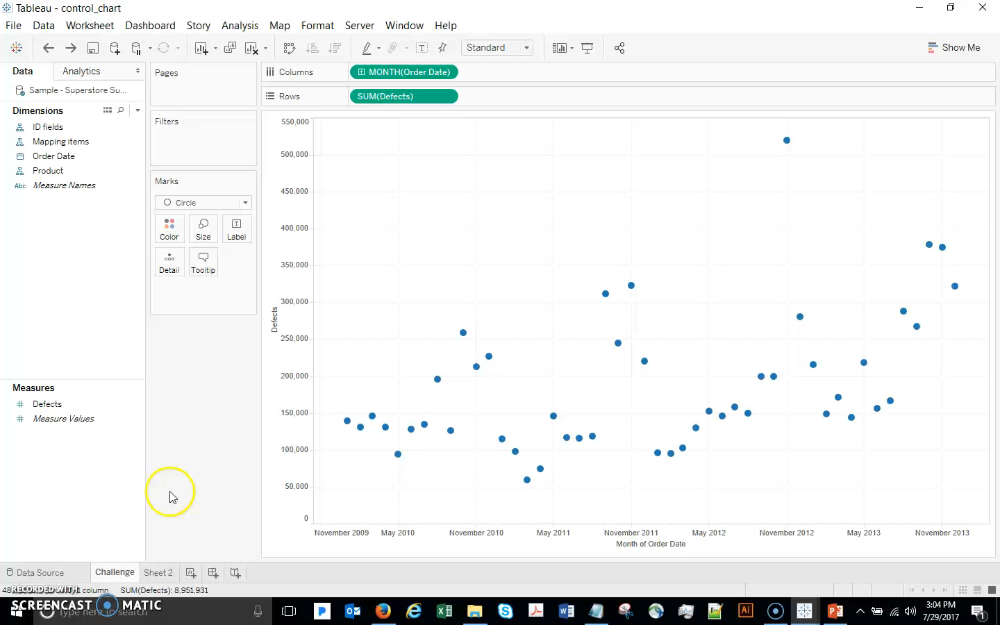 Tableau - control_chart
File Data Worksheet Dashboard Story Analysis Map Format Server Window Help
Standard
Show Me
Data
Analytics
Pages
Columns
MONTH(Order Date)
Sample - Superstore Su...
Rows
SUM(Defects)
Dimensions
Filters
ID fields
Mapping items
Order Date
Product
Abc Measure Names
Marks
Circle
Color
Size
Label
Detail
Tooltip
Measures
Defects
Measure Values
550,000
500,000
450,000
400,000
350,000
300,000
250,000
200,000
150,000
100,000
50,000
0
Defects
November 2009 May 2010 November 2010 May 2011 November 2011 May 2012 November 2012 May 2013 November 2013
Month of Order Date
Data Source
Challenge
Sheet 2
48
column
SUM(Defects): 8,951,931
RECORDED WITH
SCREENCAST MATIC
Type here to search
3:04 PM
7/29/2017
1